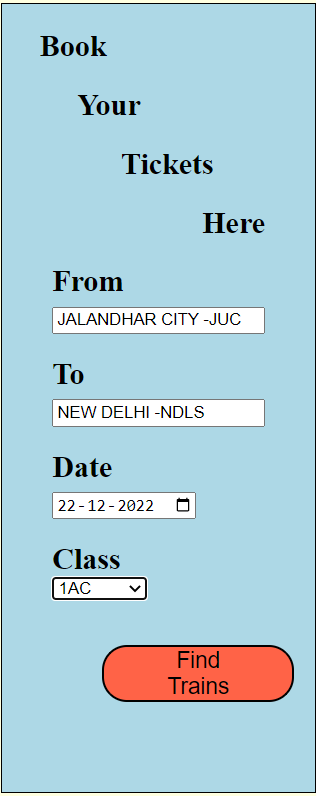 Book
Your
Tickets
Here
From
JALANDHAR CITY -JUC
To
NEW DELHI -NDLS
Date
22-12-2022
Class
1AC
Find
Trains